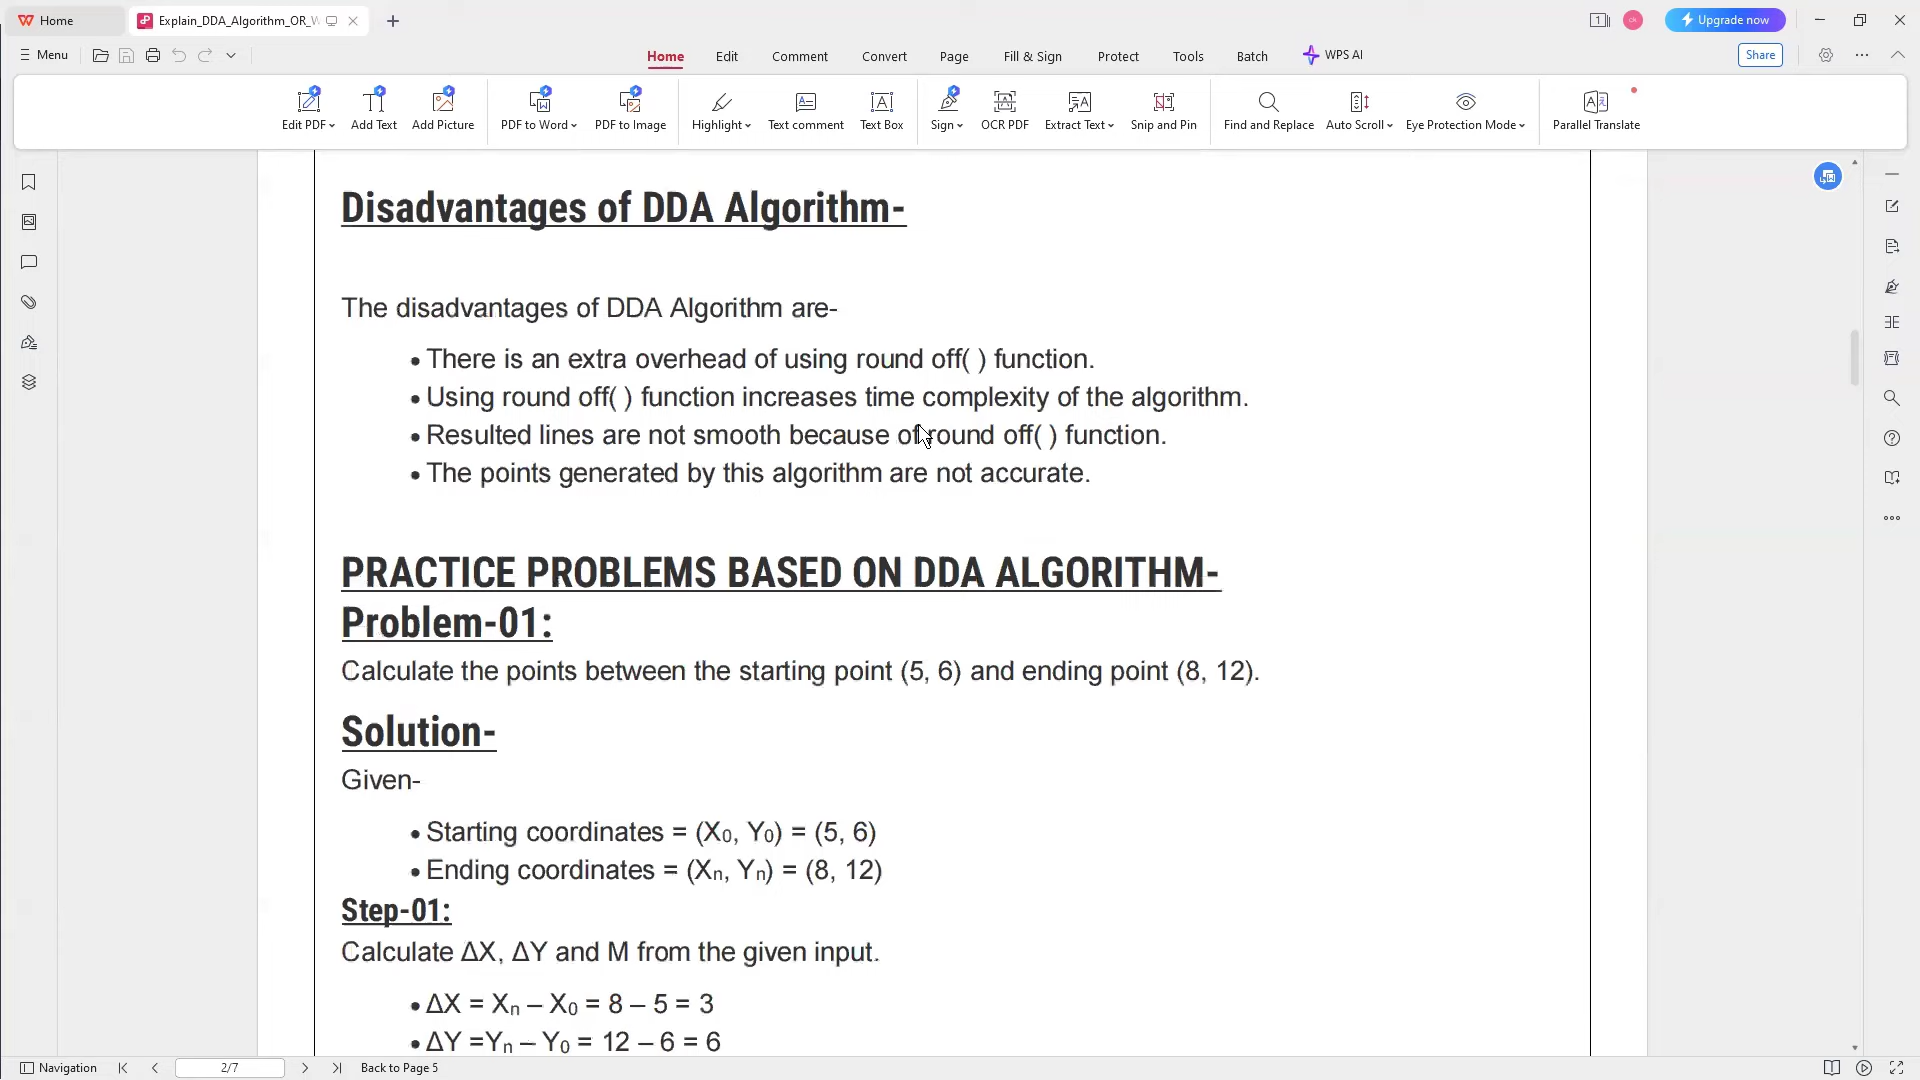 Home
Explain_DDA_Algorithm_OR_W
Upgrade now
Menu
Home Edit Comment Convert Page Fill & Sign Protect Tools Batch WPS AI
Share
Edit PDF Add Text Add Picture PDF to Word PDF to Image Highlight Text comment Text Box Sign OCR PDF Extract Text Snip and Pin Find and Replace Auto Scroll Eye Protection Mode Parallel Translate
Disadvantages of DDA Algorithm-
The disadvantages of DDA Algorithm are-
• There is an extra overhead of using round off( ) function.
• Using round off( ) function increases time complexity of the algorithm.
• Resulted lines are not smooth because of round off( ) function.
• The points generated by this algorithm are not accurate.
PRACTICE PROBLEMS BASED ON DDA ALGORITHM-
Problem-01:
Calculate the points between the starting point (5, 6) and ending point (8, 12).
Solution-
Given-
• Starting coordinates = (X₀, Y₀) = (5, 6)
• Ending coordinates = (Xₙ, Yₙ) = (8, 12)
Step-01:
Calculate ΔX, ΔY and M from the given input.
• ΔX = Xₙ – X₀ = 8 – 5 = 3
• ΔY =Yₙ – Y₀ = 12 – 6 = 6
Navigation 2/7 Back to Page 5